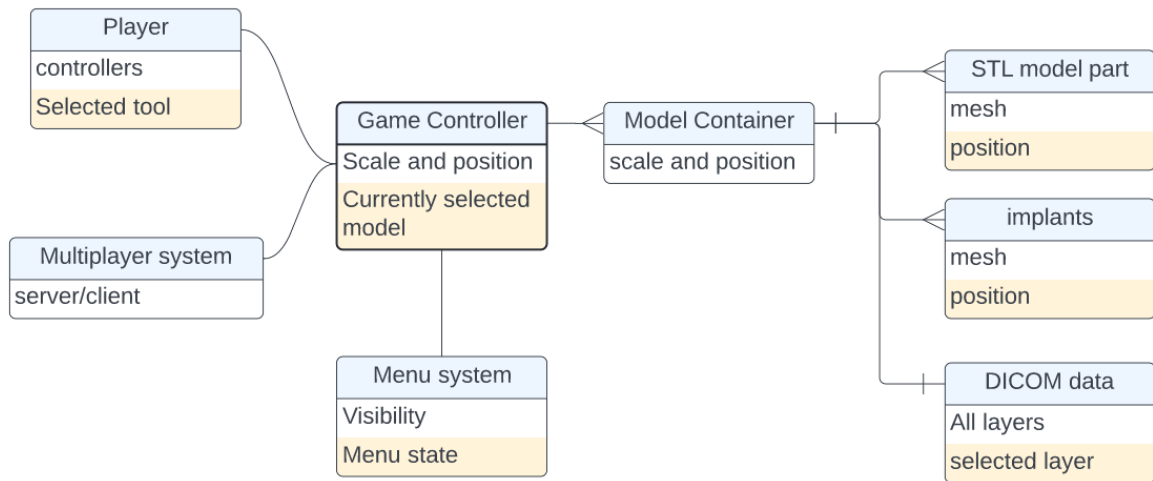 Player
controllers
Selected tool
Multiplayer system
server/client
Game Controller
Scale and position
Currently selected
model
Menu system
Visibility
Menu state
Model Container
scale and position
STL model part
mesh
position
implants
mesh
position
DICOM data
All layers
selected layer